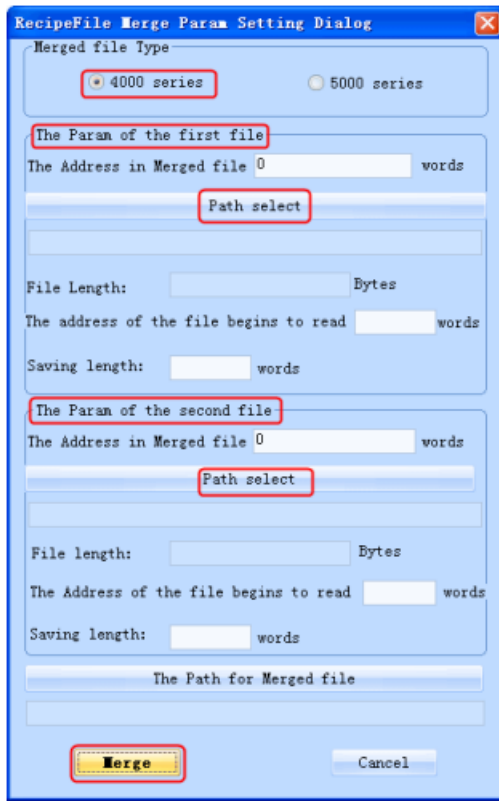 RecipeFile Merge Param Setting Dialog
Merged file Type
4000 series 5000 series
The Param of the first file
The Address in Merged file 0 words
Path select
File Length: Bytes
The address of the file begins to read words
Saving length: words
The Param of the second file
The Address in Merged file 0 words
Path select
File length: Bytes
The Address of the file begins to read words
Saving length: words
The Path for Merged file
Merge Cancel